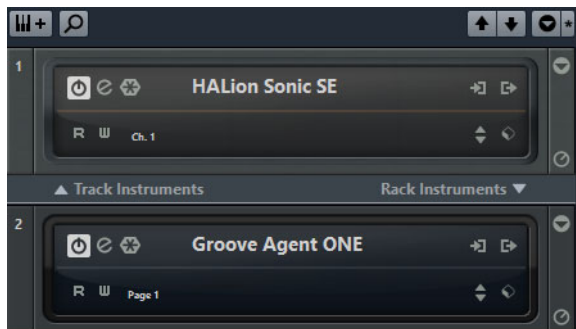 1
HALion Sonic SE
R W Ch. 1
Track Instruments Rack Instruments
2
Groove Agent ONE
R W Page 1